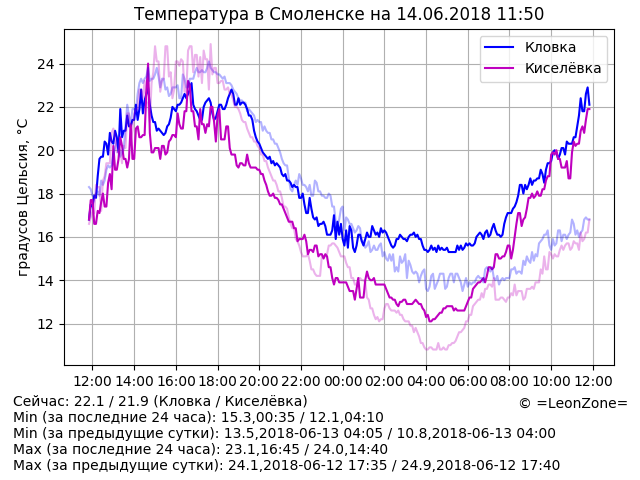 Температура в Смоленске на 14.06.2018 11:50
Кловка
Киселёвка
градусов Цельсия, °C
24
22
20
18
16
14
12
12:00 14:00 16:00 18:00 20:00 22:00 00:00 02:00 04:00 06:00 08:00 10:00 12:00
Сейчас: 22.1 / 21.9 (Кловка / Киселёвка)
© =LeonZone=
Min (за последние 24 часа): 15.3,00:35 / 12.1,04:10
Min (за предыдущие сутки): 13.5,2018-06-13 04:05 / 10.8,2018-06-13 04:00
Max (за последние 24 часа): 23.1,16:45 / 24.0,14:40
Max (за предыдущие сутки): 24.1,2018-06-12 17:35 / 24.9,2018-06-12 17:40